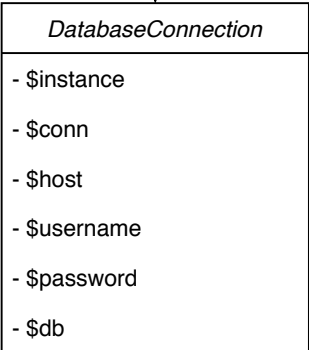 DatabaseConnection
- $instance
- $conn
- $host
- $username
- $password
- $db